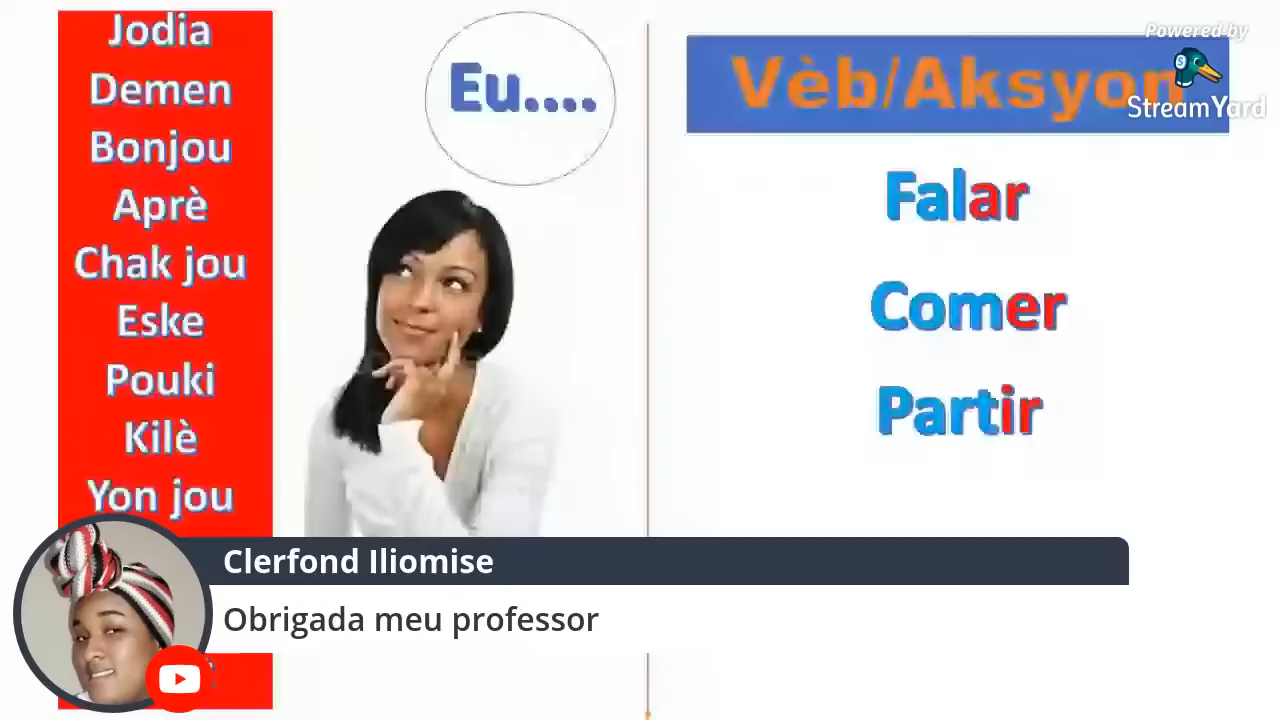 Jodia
Demen
Bonjou
Aprè
Chak jou
Eske
Pouki
Kilè
Yon jou
Eu....
Vèb/Aksyon
Powered by
StreamYard
Falar
Comer
Partir
Clerfond Iliomise
Obrigada meu professor